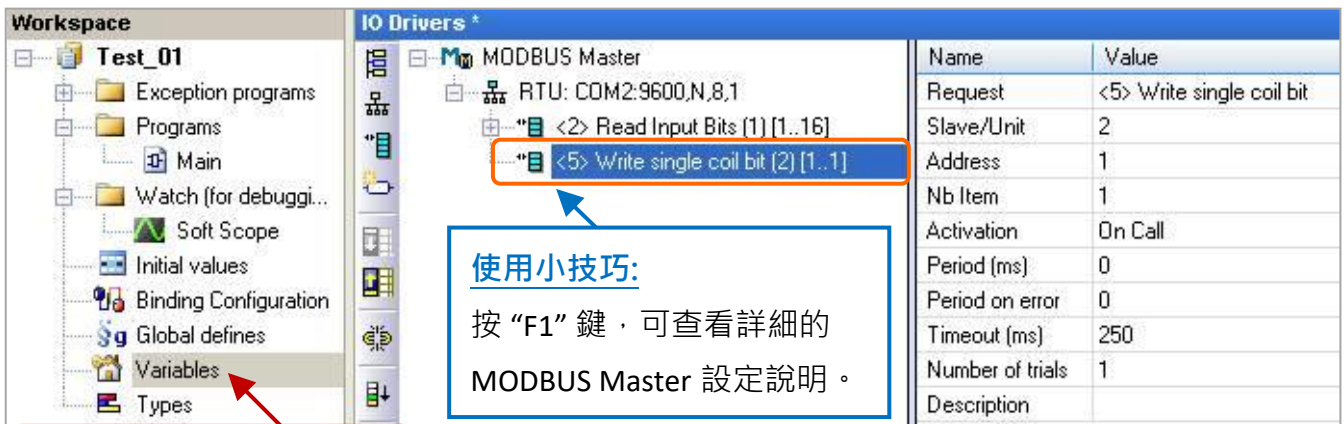 Workspace
Test_01
Exception programs
Programs
Main
Watch (for debuggi...
Soft Scope
Initial values
Binding Configuration
Global defines
Variables
Types
IO Drivers *
MODBUS Master
RTU: COM2:9600,N,8,1
<2> Read Input Bits (1) [1..16]
<5> Write single coil bit (2) [1..1]
使用小技巧:
按 “F1” 鍵，可查看詳細的
MODBUS Master 設定說明。
Name Value
Request <5> Write single coil bit
Slave/Unit 2
Address 1
Nb Item 1
Activation On Call
Period (ms) 0
Period on error 0
Timeout (ms) 250
Number of trials 1
Description